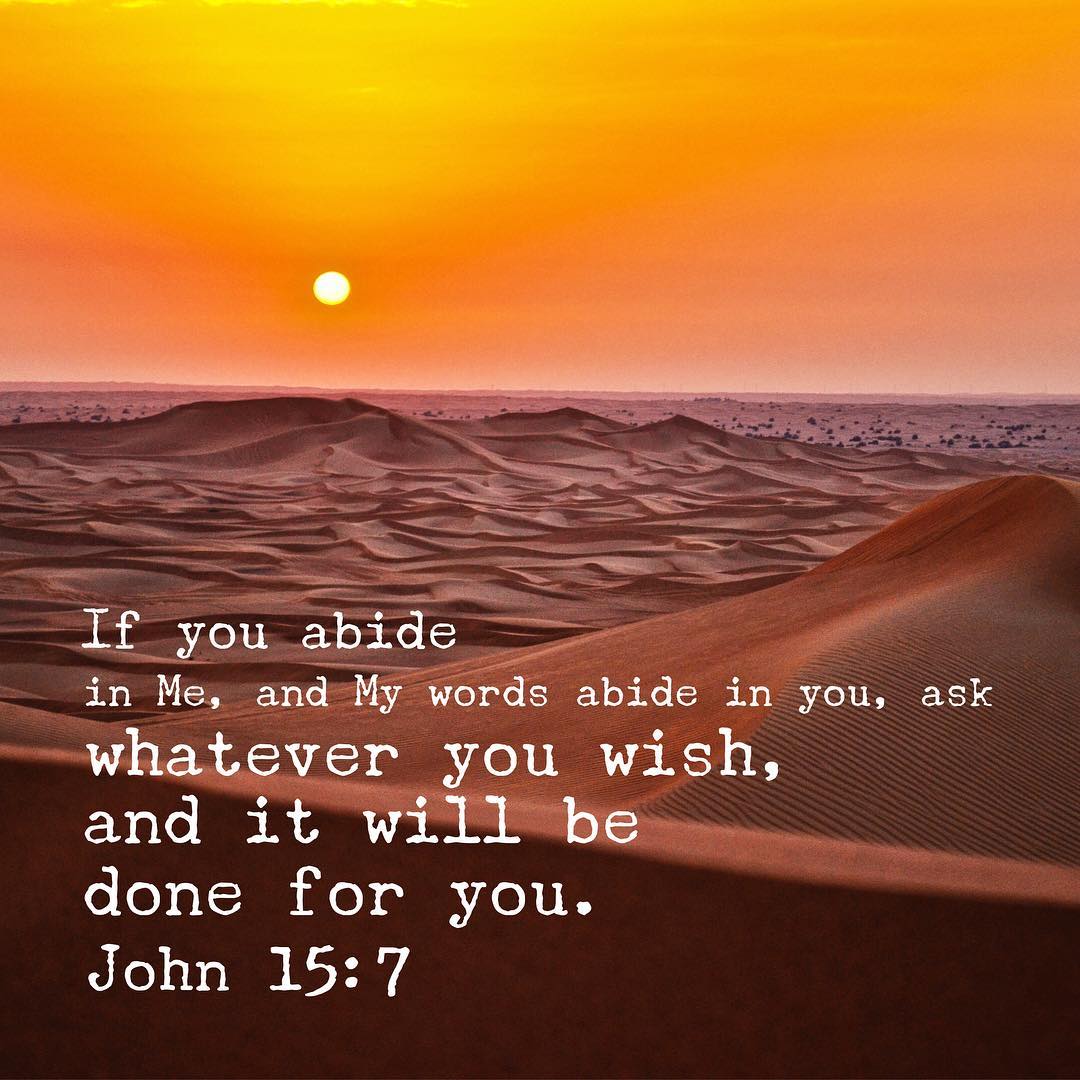 If you abide
in Me, and My words abide in you, ask
whatever you wish,
and it will be
done for you.
John 15:7